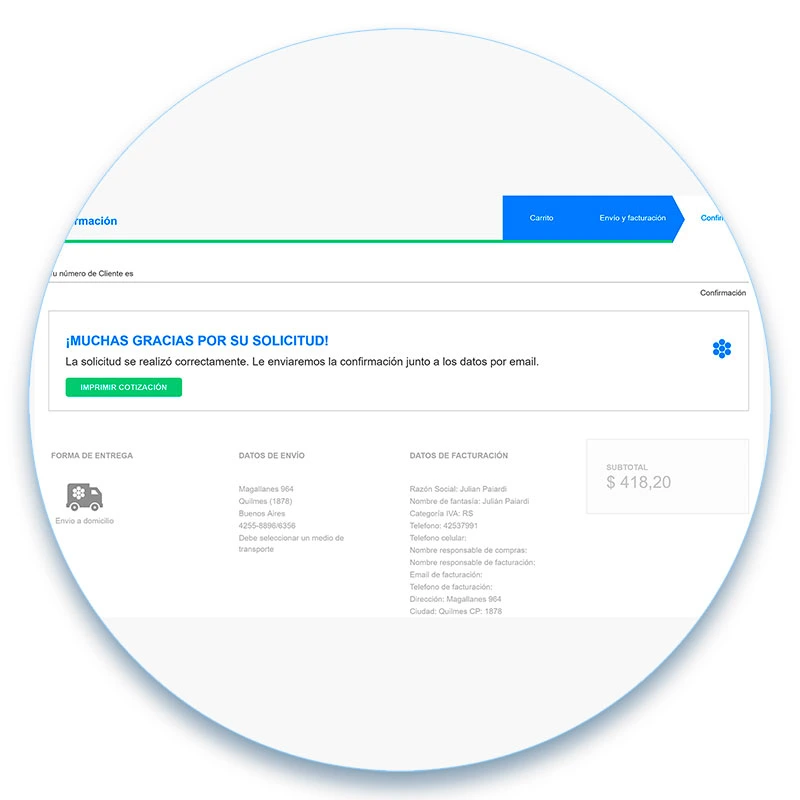 rmación
Carrito
Envío y facturación
Confir
u número de Cliente es
Confirmación
¡MUCHAS GRACIAS POR SU SOLICITUD!
La solicitud se realizó correctamente. Le enviaremos la confirmación junto a los datos por email.
IMPRIMIR COTIZACIÓN
FORMA DE ENTREGA
Envio a domicilio
DATOS DE ENVÍO
Magallanes 964
Quilmes (1878)
Buenos Aires
4255-8896/6356
Debe seleccionar un medio de
transporte
DATOS DE FACTURACIÓN
Razón Social: Julian Paiardi
Nombre de fantasía: Julián Paiardi
Categoría IVA: RS
Telefono: 42537991
Telefono celular:
Nombre responsable de compras:
Nombre responsable de facturación:
Email de facturación:
Telefono de facturación:
Dirección: Magallanes 964
Ciudad: Quilmes CP: 1878
SUBTOTAL
$ 418,20